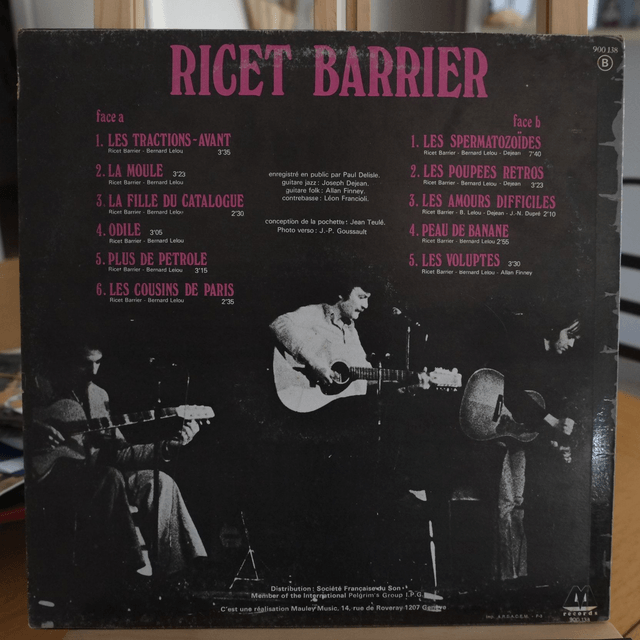 900 138
B
RICET BARRIER
face a
1. LES TRACTIONS-AVANT
Ricet Barrier - Bernard Lelou 3'35
2. LA MOULE 3'23
Ricet Barrier - Bernard Lelou
3. LA FILLE DU CATALOGUE
Ricet Barrier - Bernard Lelou 2'30
4. ODILE 3'05
Ricet Barrier - Bernard Lelou
5. PLUS DE PETROLE
Ricet Barrier - Bernard Lelou 3'15
6. LES COUSINS DE PARIS
Ricet Barrier - Bernard Lelou 2'35
enregistré en public par Paul Delisle.
guitare jazz : Joseph Dejean.
guitare folk : Allan Finney.
contrebasse : Léon Francioli.
conception de la pochette : Jean Teulé.
Photo verso : J.-P. Goussault
face b
1. LES SPERMATOZOÏDES
Ricet Barrier - Bernard Lelou - Dejean 7'40
2. LES POUPEES RETROS
Ricet Barrier - Bernard Lelou - Dejean 3'23
3. LES AMOURS DIFFICILES
Ricet Barrier - B. Lelou - Dejean - J.-N. Dupré 2'10
4. PEAU DE BANANE
Ricet Barrier - Bernard Lelou 2'55
5. LES VOLUPTES 3'30
Ricet Barrier - Bernard Lelou - Allan Finney
Distribution : Société Française du Son
Member of the International Pelgrim's Group I.P.G.
C'est une réalisation Mauley Music, 14, rue de Roveray 1207 Genève
records
900 138